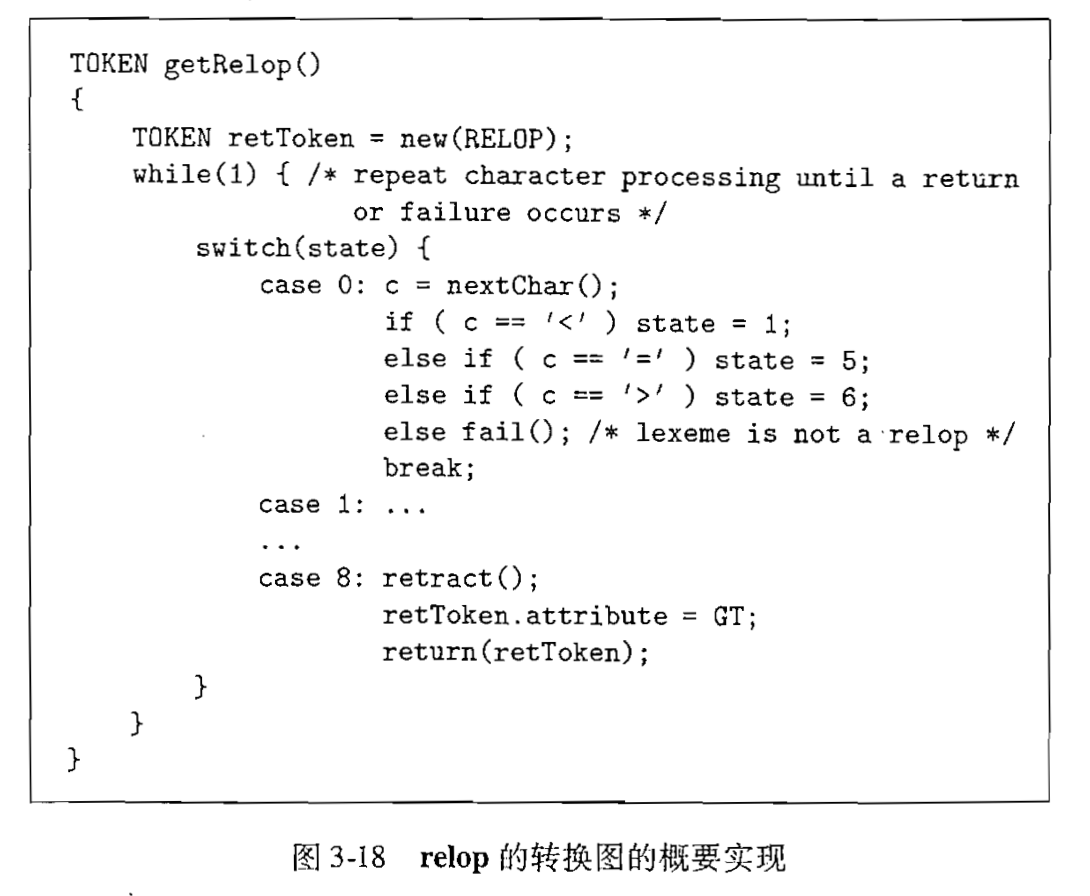 TOKEN getRelop()
{
    TOKEN retToken = new(RELOP);
    while(1) { /* repeat character processing until a return
                  or failure occurs */
        switch(state) {
            case 0: c = nextChar();
                    if ( c == '<' ) state = 1;
                    else if ( c == '=' ) state = 5;
                    else if ( c == '>' ) state = 6;
                    else fail(); /* lexeme is not a relop */
                    break;
            case 1: ...
            ...
            case 8: retract();
                    retToken.attribute = GT;
                    return(retToken);
        }
    }
}
图 3-18 relop 的转换图的概要实现